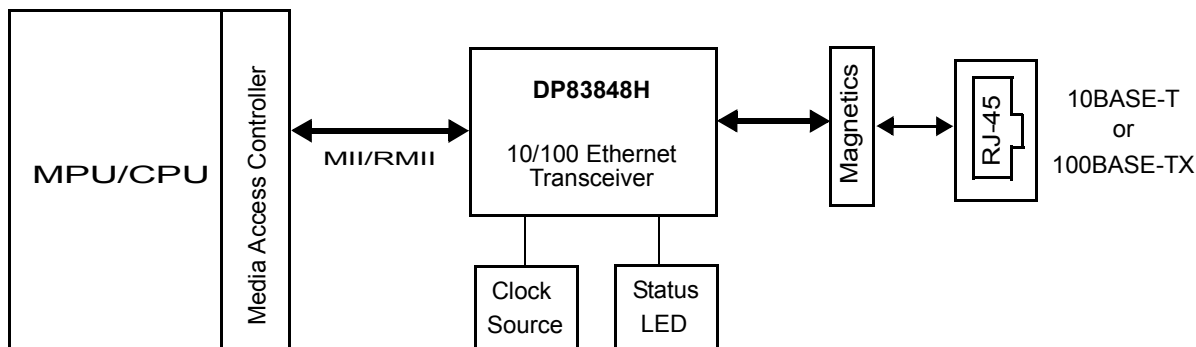 MPU/CPU
Media Access Controller
MII/RMII
DP83848H
10/100 Ethernet
Transceiver
Clock
Source
Status
LED
Magnetics
RJ-45
10BASE-T
or
100BASE-TX